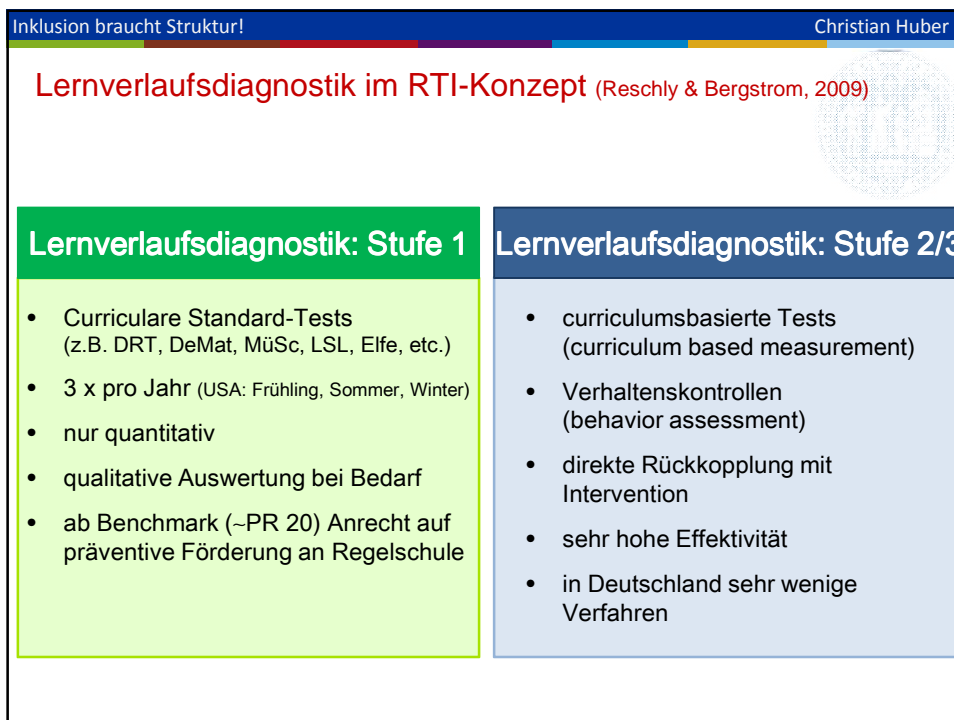 Inklusion braucht Struktur!
Christian Huber
Lernverlaufsdiagnostik im RTI-Konzept (Reschly & Bergstrom, 2009)
Lernverlaufsdiagnostik: Stufe 1
• Curriculare Standard-Tests
(z.B. DRT, DeMat, MüSc, LSL, Elfe, etc.)
• 3 x pro Jahr (USA: Frühling, Sommer, Winter)
• nur quantitativ
• qualitative Auswertung bei Bedarf
• ab Benchmark (~PR 20) Anrecht auf
präventive Förderung an Regelschule
Lernverlaufsdiagnostik: Stufe 2/3
• curriculumsbasierte Tests
(curriculum based measurement)
• Verhaltenskontrollen
(behavior assessment)
• direkte Rückkopplung mit
Intervention
• sehr hohe Effektivität
• in Deutschland sehr wenige
Verfahren